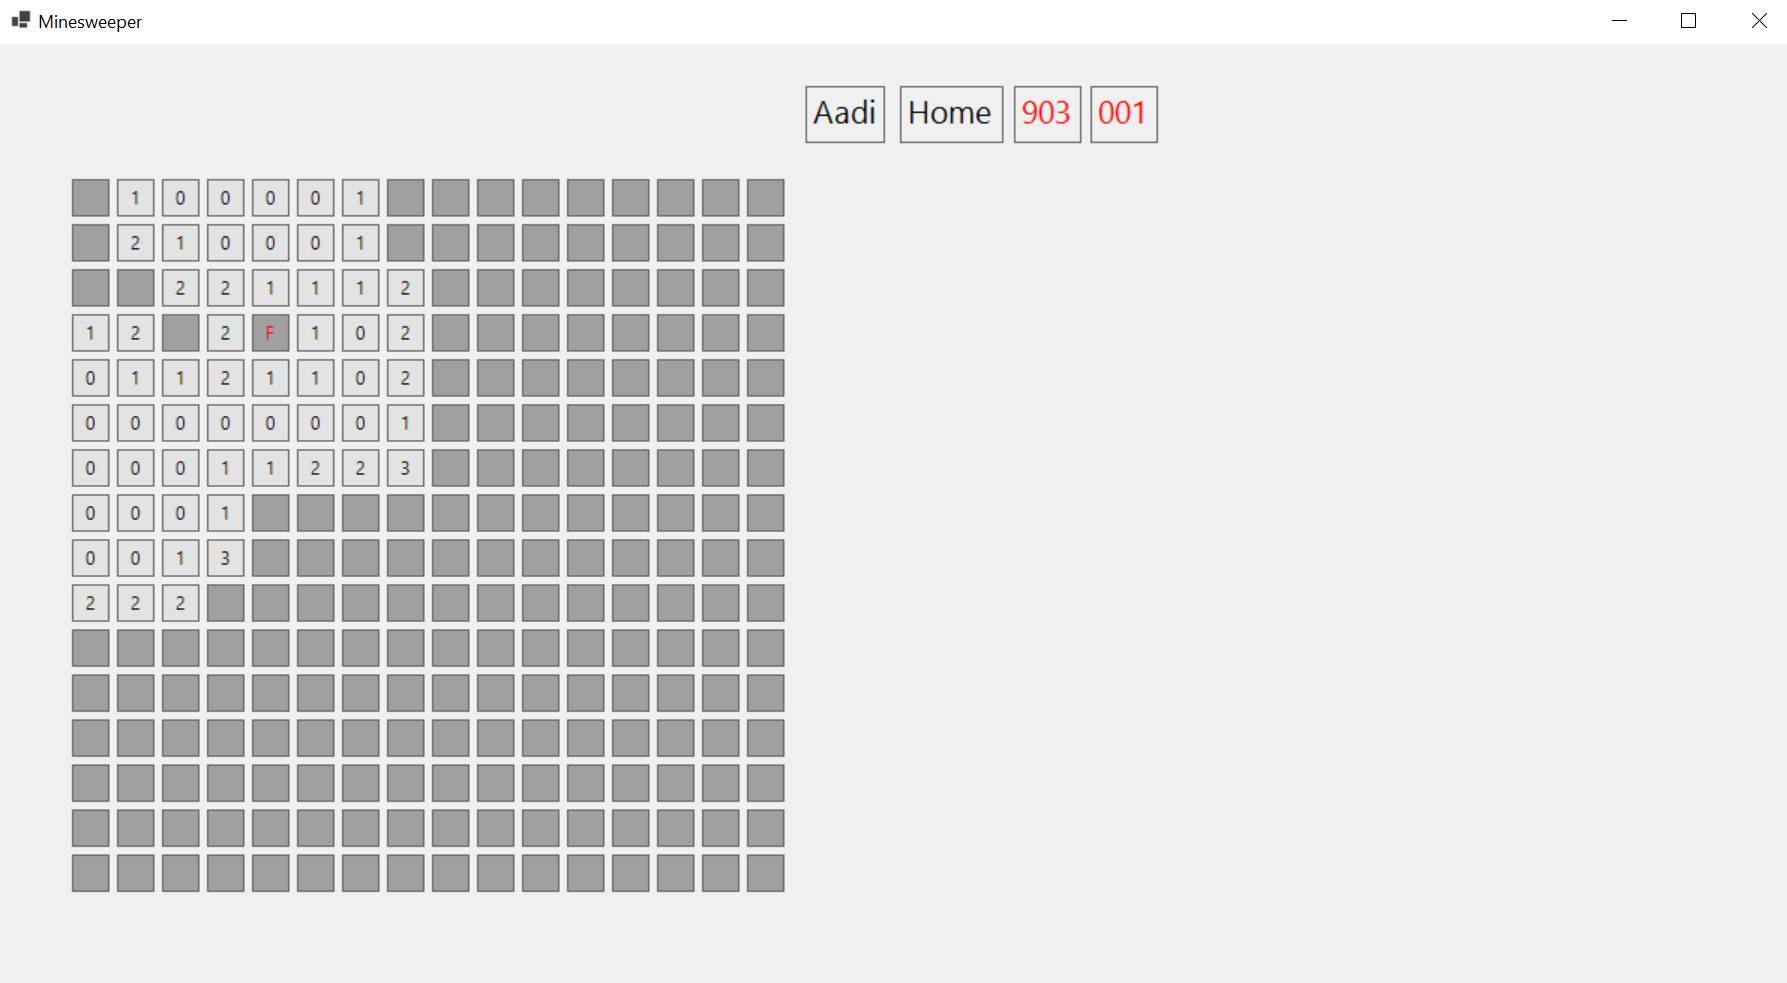 Minesweeper
Aadi Home 903 001
1 0 0 0 0 1
2 1 0 0 0 1
2 2 1 1 1 2
1 2 2 F 1 0 2
0 1 1 2 1 1 0 2
0 0 0 0 0 0 0 1
0 0 0 1 1 2 2 3
0 0 0 1
0 0 1 3
2 2 2